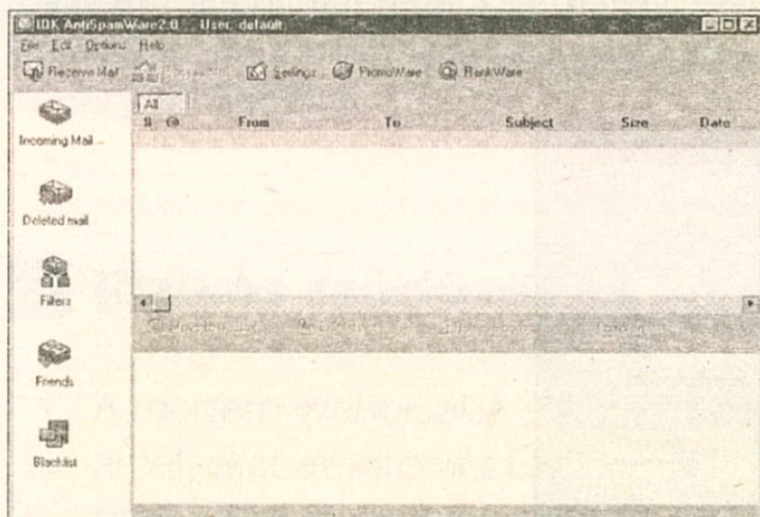 AntiSpamWare2.0 User: default
File Edit Options Help
Receive Mail Settings PromoWare RankWare
All
From To Subject Size Date
Incoming Mail ...
Deleted mail
Filters
Friends
Blacklist